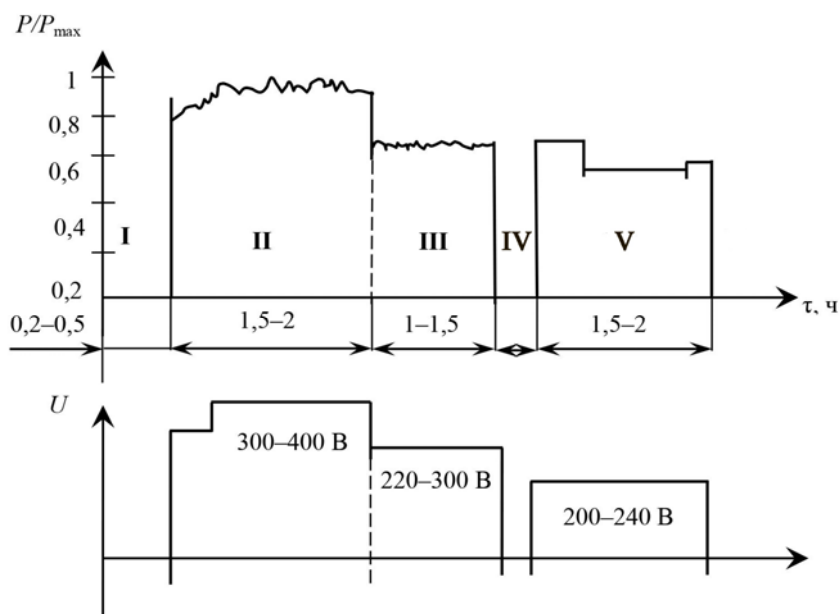 P/Pmax
1
0,8
0,6
0,4
0,2
I
II
III
IV
V
τ, ч
0,2–0,5
1,5–2
1–1,5
1,5–2
U
300–400 В
220–300 В
200–240 В